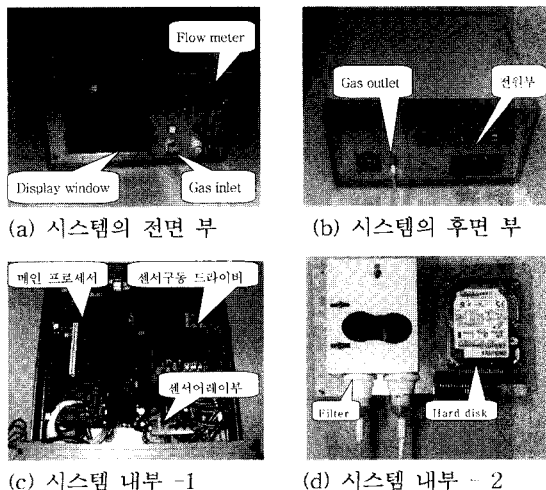 Flow meter
Display window
Gas inlet
(a) 시스템의 전면 부
Gas outlet
전원부
(b) 시스템의 후면 부
메인 프로세서
센서구동 드라이버
센서어레이부
(c) 시스템 내부 -1
Filter
Hard disk
(d) 시스템 내부 - 2